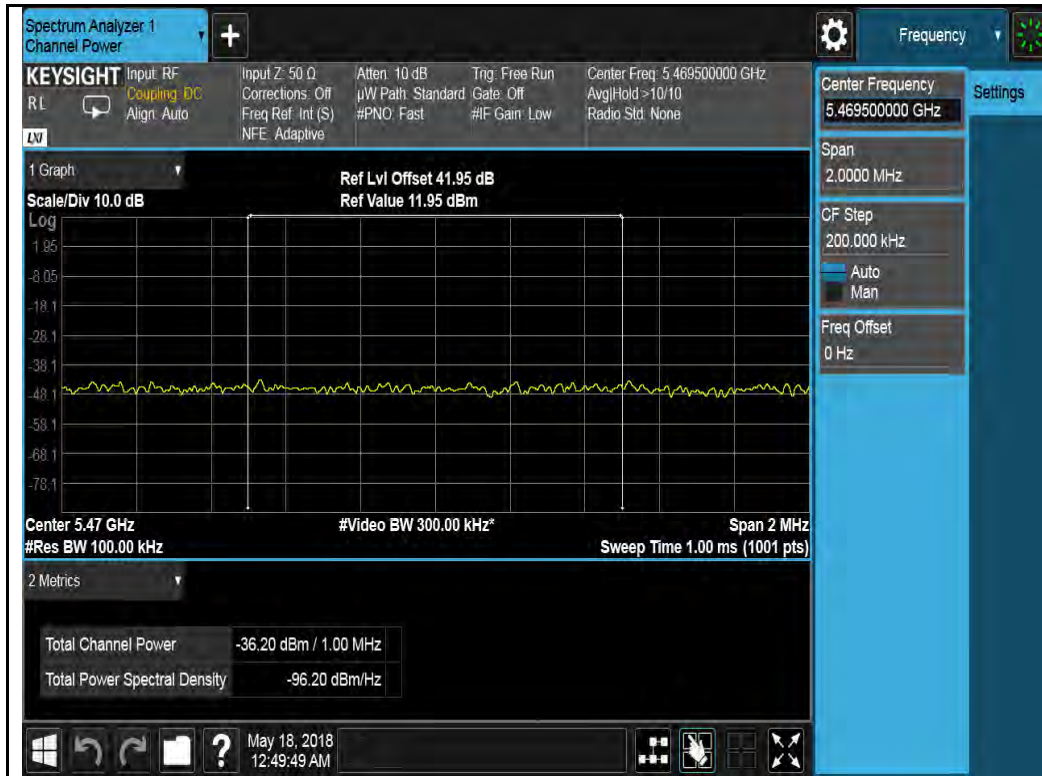 Spectrum Analyzer 1
Channel Power
+
Frequency
KEYSIGHT
RL
LXI
Input: RF
Coupling: DC
Align: Auto
Input Z: 50 Ω
Corrections: Off
Freq Ref: Int (S)
NFE: Adaptive
Atten: 10 dB
µW Path: Standard
#PNO: Fast
Trig: Free Run
Gate: Off
#IF Gain: Low
Center Freq: 5.469500000 GHz
Avg|Hold >10/10
Radio Std: None
Center Frequency
5.469500000 GHz
Settings
Span
2.0000 MHz
CF Step
200.000 kHz
Auto
Man
Freq Offset
0 Hz
1 Graph
Ref Lvl Offset 41.95 dB
Scale/Div 10.0 dB
Ref Value 11.95 dBm
Log
1.95
-8.05
-18.1
-28.1
-38.1
-48.1
-58.1
-68.1
-78.1
Center 5.47 GHz
#Video BW 300.00 kHz*
Span 2 MHz
#Res BW 100.00 kHz
Sweep Time 1.00 ms (1001 pts)
2 Metrics
Total Channel Power -36.20 dBm / 1.00 MHz
Total Power Spectral Density -96.20 dBm/Hz
?
May 18, 2018
12:49:49 AM